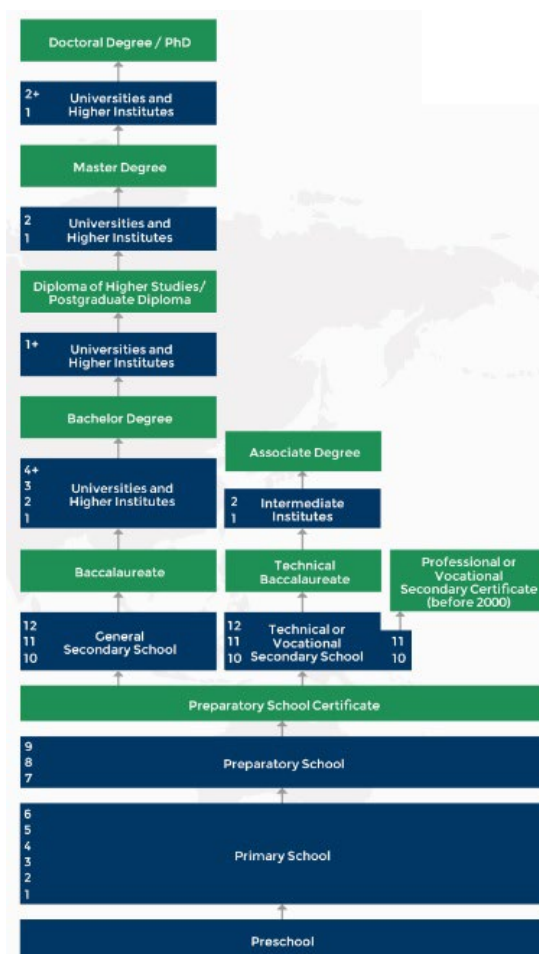 Doctoral Degree / PhD
2+
1
Universities and
Higher Institutes
Master Degree
2
1
Universities and
Higher Institutes
Diploma of Higher Studies/
Postgraduate Diploma
1+
Universities and
Higher Institutes
Bachelor Degree
4+
3
2
1
Universities and
Higher Institutes
Associate Degree
2
1
Intermediate
Institutes
Baccalaureate
Technical
Baccalaureate
Professional or
Vocational
Secondary Certificate
(before 2000)
12
11
10
General
Secondary School
12
11
10
Technical or
Vocational
Secondary School
11
10
Preparatory School Certificate
9
8
7
Preparatory School
6
5
4
3
2
1
Primary School
Preschool